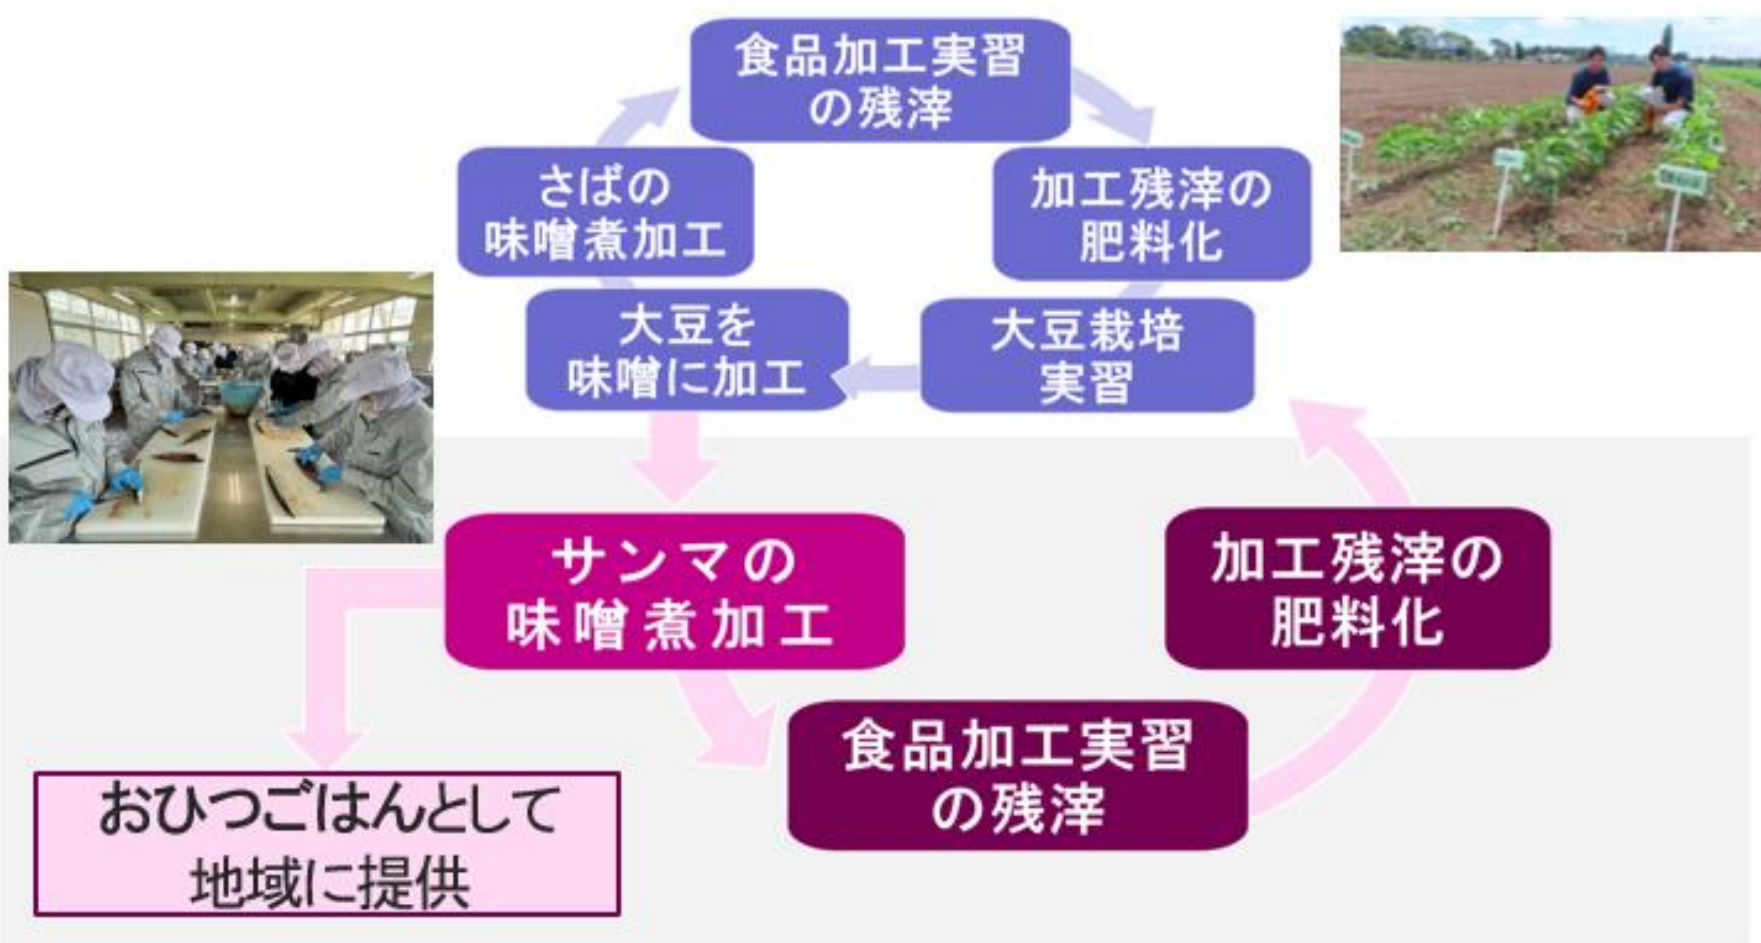 食品加工実習
の残滓
さばの
味噌煮加工
加工残滓の
肥料化
大豆を
味噌に加工
大豆栽培
実習
サンマの
味噌煮加工
加工残滓の
肥料化
食品加工実習
の残滓
おひつごはんとして
地域に提供